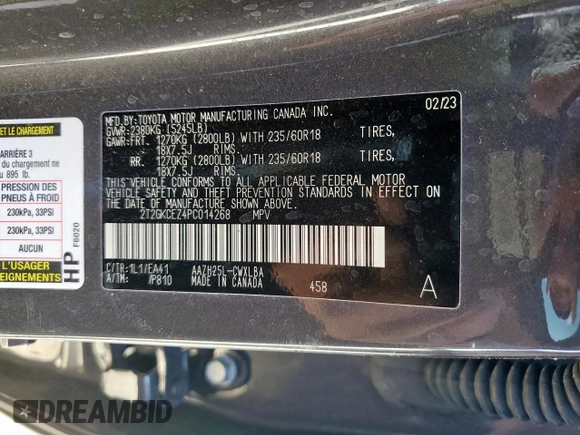 MFD.BY:TOYOTA MOTOR MANUFACTURING CANADA INC. 02/23
GVWR:2380KG (5245LB)
GAWR:FRT. 1270KG (2800LB) WITH 235/60R18 TIRES,
18X7.5J RIMS.
RR. 1270KG (2800LB) WITH 235/60R18 TIRES,
18X7.5J RIMS.
THIS VEHICLE CONFORMS TO ALL APPLICABLE FEDERAL MOTOR
VEHICLE SAFETY AND THEFT PREVENTION STANDARDS IN EFFECT
ON THE DATE OF MANUFACTURE SHOWN ABOVE.
2T2GKCEZ4PC014268 MPV
C/TR:1L1/EA41 AAZH25L-CWXLBA
A/TM: /P810 MADE IN CANADA 458 A
ET LE CHARGEMENT
ARRIÈRE 3
du chargement ne
au 895 lb.
PRESSION DES
PNEUS À FROID
230kPa, 33PSI
230kPa, 33PSI
AUCUN
L'USAGER
RENSEIGNEMENTS
HP F6020
DREAMBID